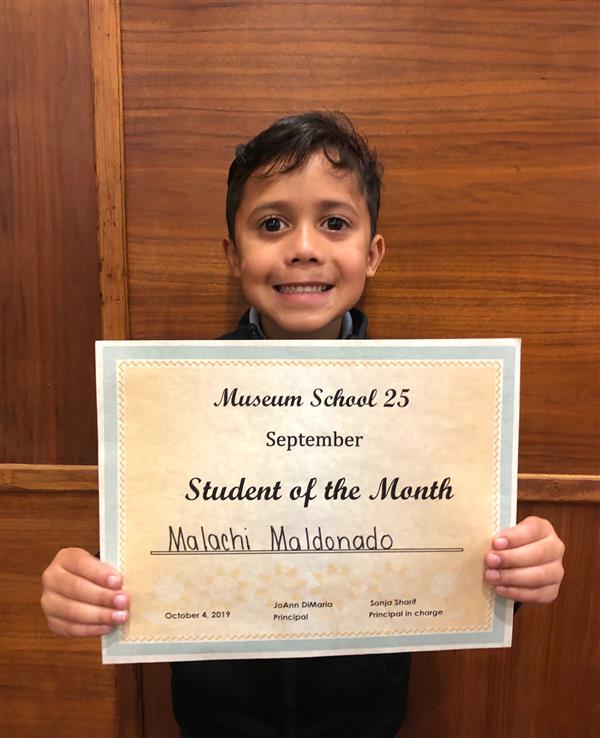 Museum School 25
September
Student of the Month
Malachi Maldonado
October 4, 2019
JoAnn DiMaria
Principal
Sonja Sharif
Principal in charge